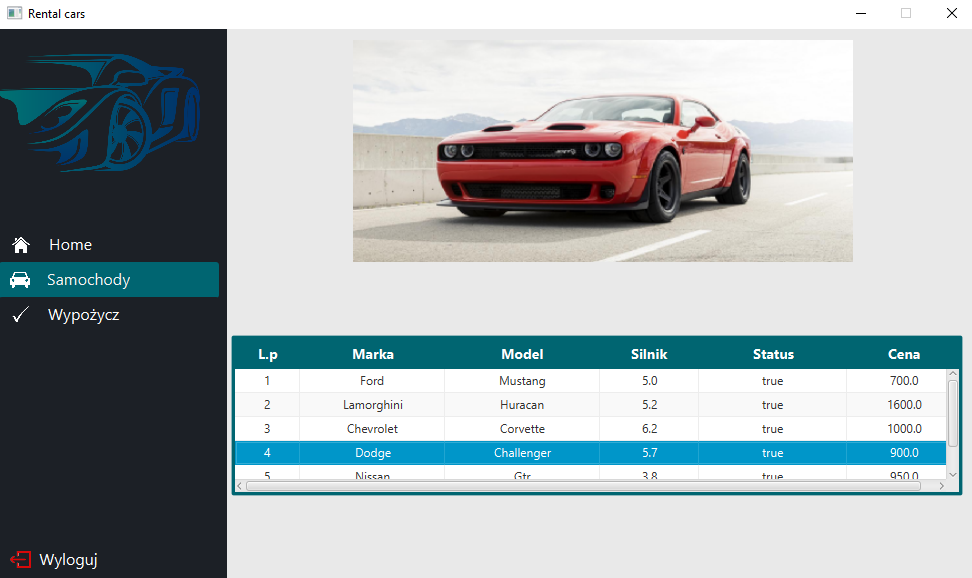 Rental cars
Home
Samochody
Wypożycz
Wyloguj
L.p Marka Model Silnik Status Cena
1 Ford Mustang 5.0 true 700.0
2 Lamorghini Huracan 5.2 true 1600.0
3 Chevrolet Corvette 6.2 true 1000.0
4 Dodge Challenger 5.7 true 900.0
5 Nissan Gtr 3.8 true 950.0